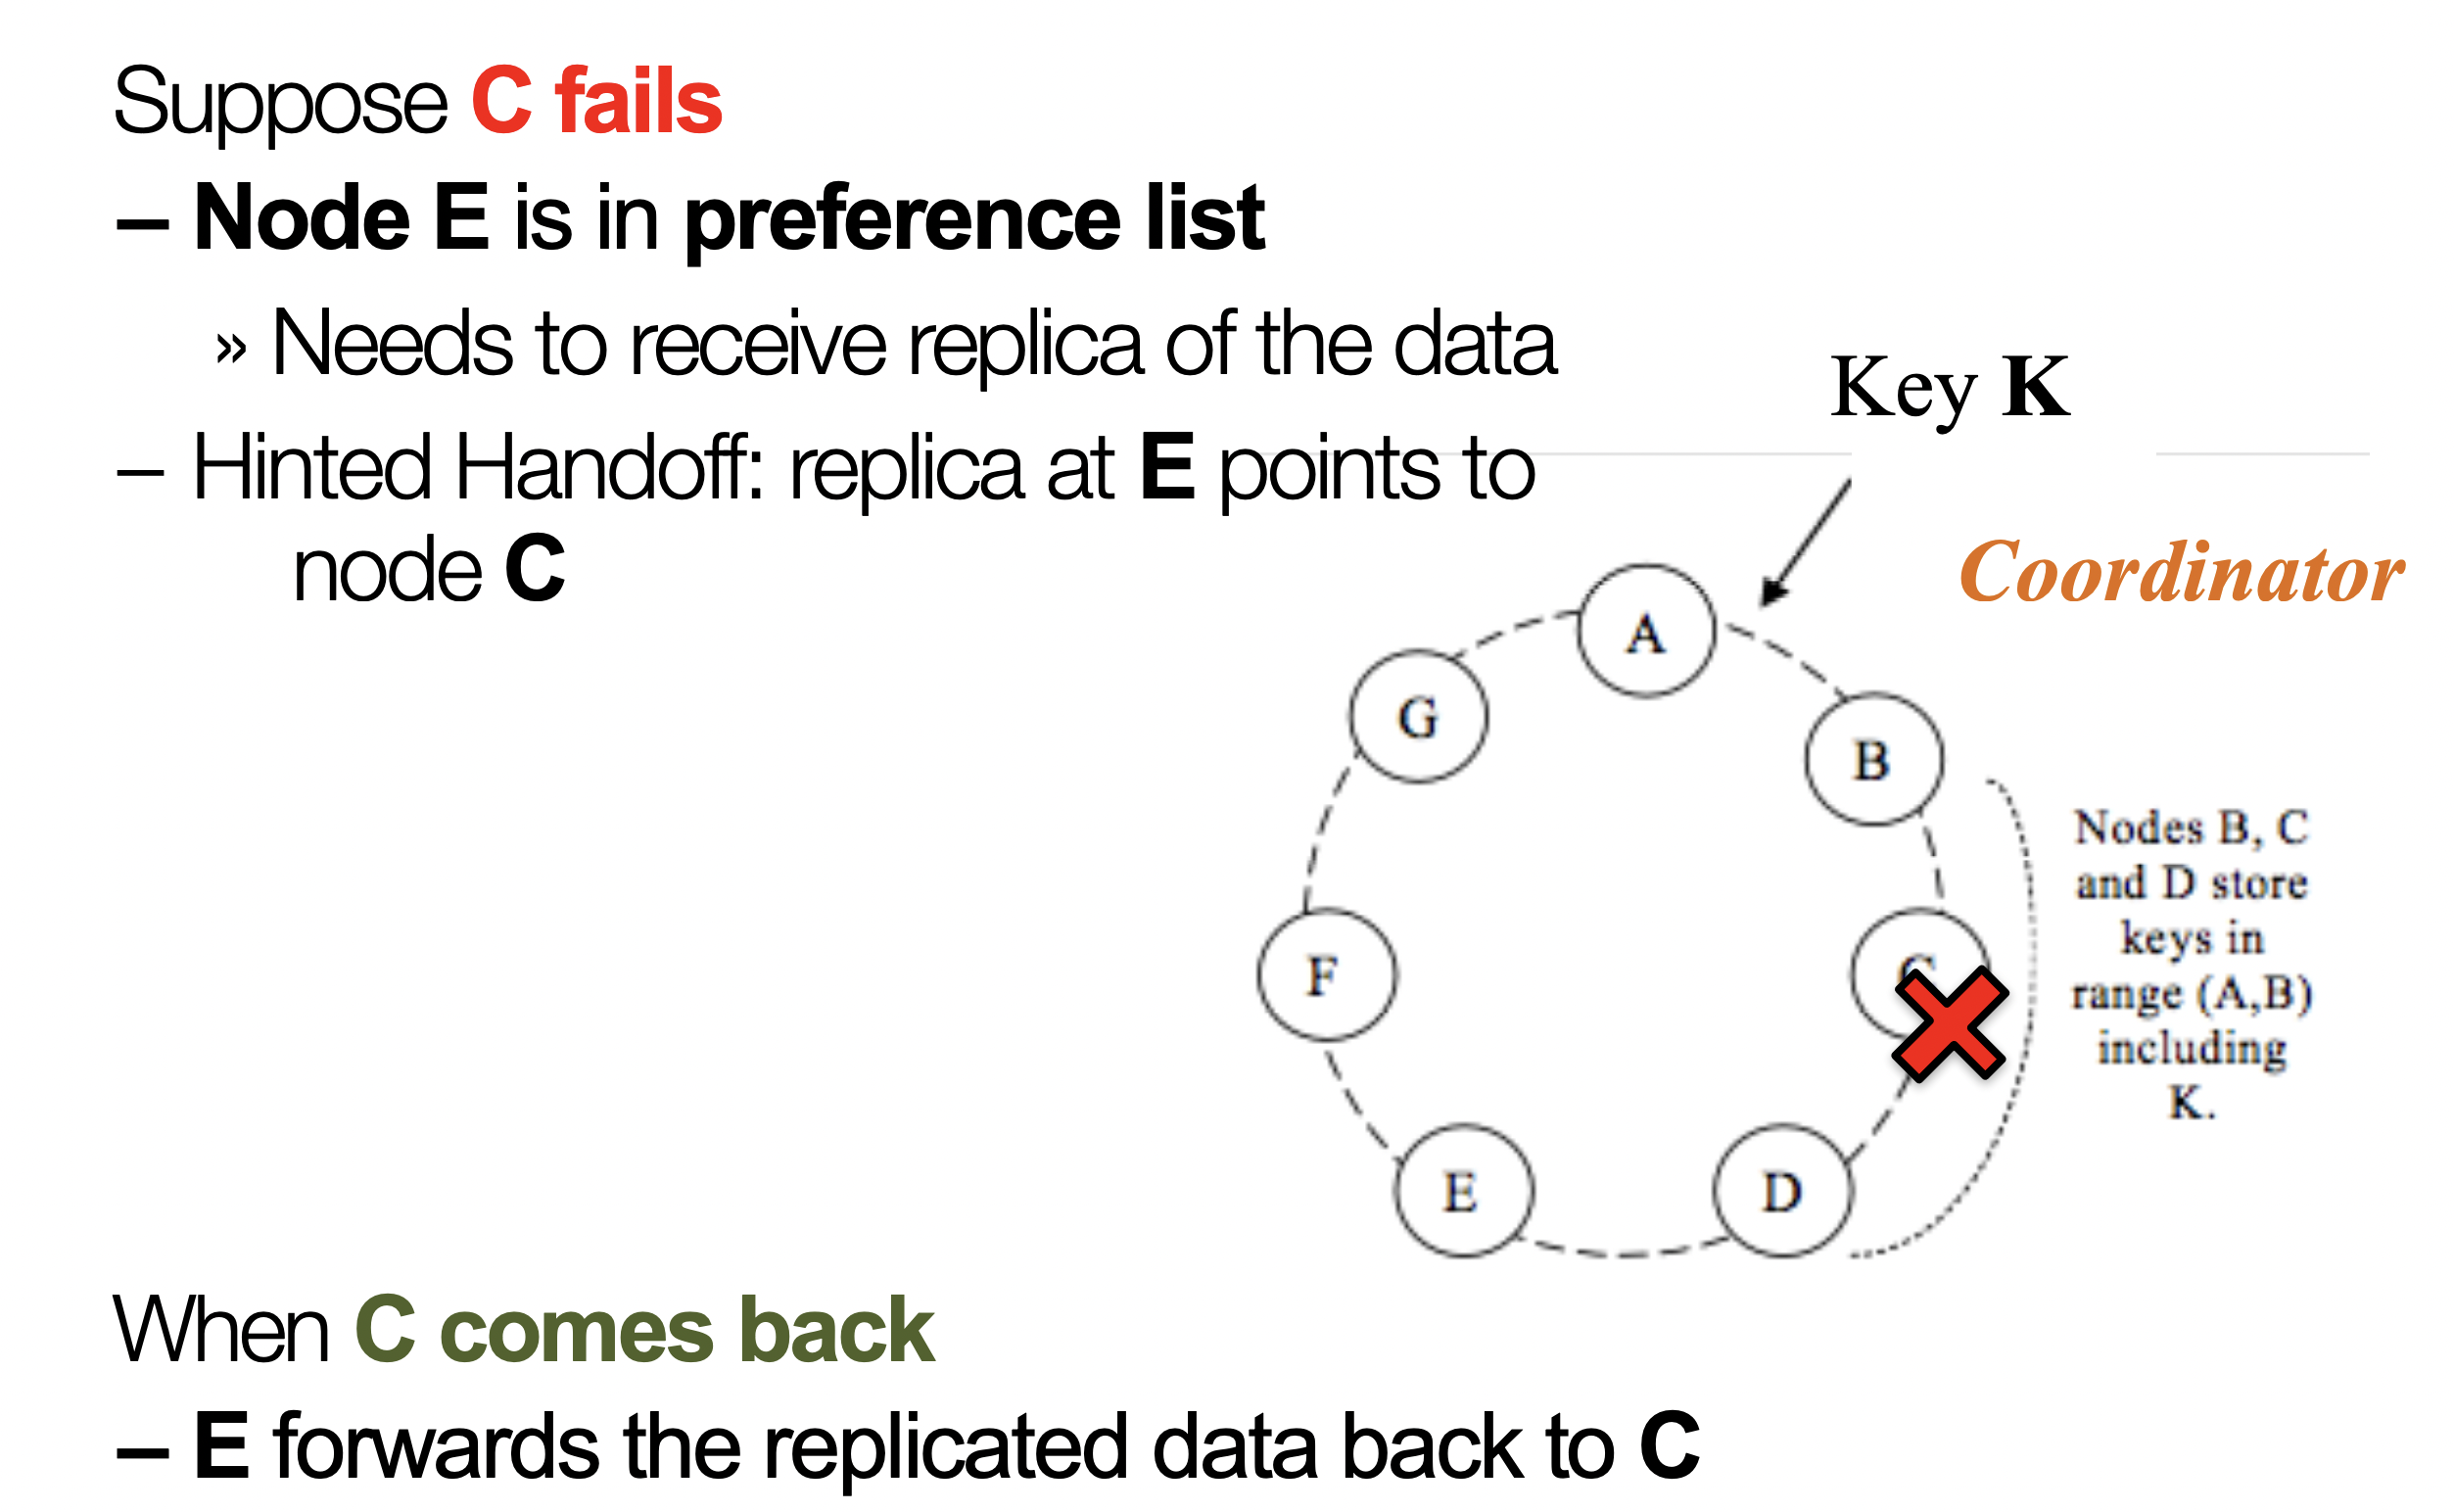 Suppose C fails
– Node E is in preference list
» Needs to receive replica of the data
– Hinted Handoff: replica at E points to
node C
Key K
Coordinator
A
B
C
D
E
F
G
Nodes B, C
and D store
keys in
range (A,B)
including
K.
When C comes back
– E forwards the replicated data back to C